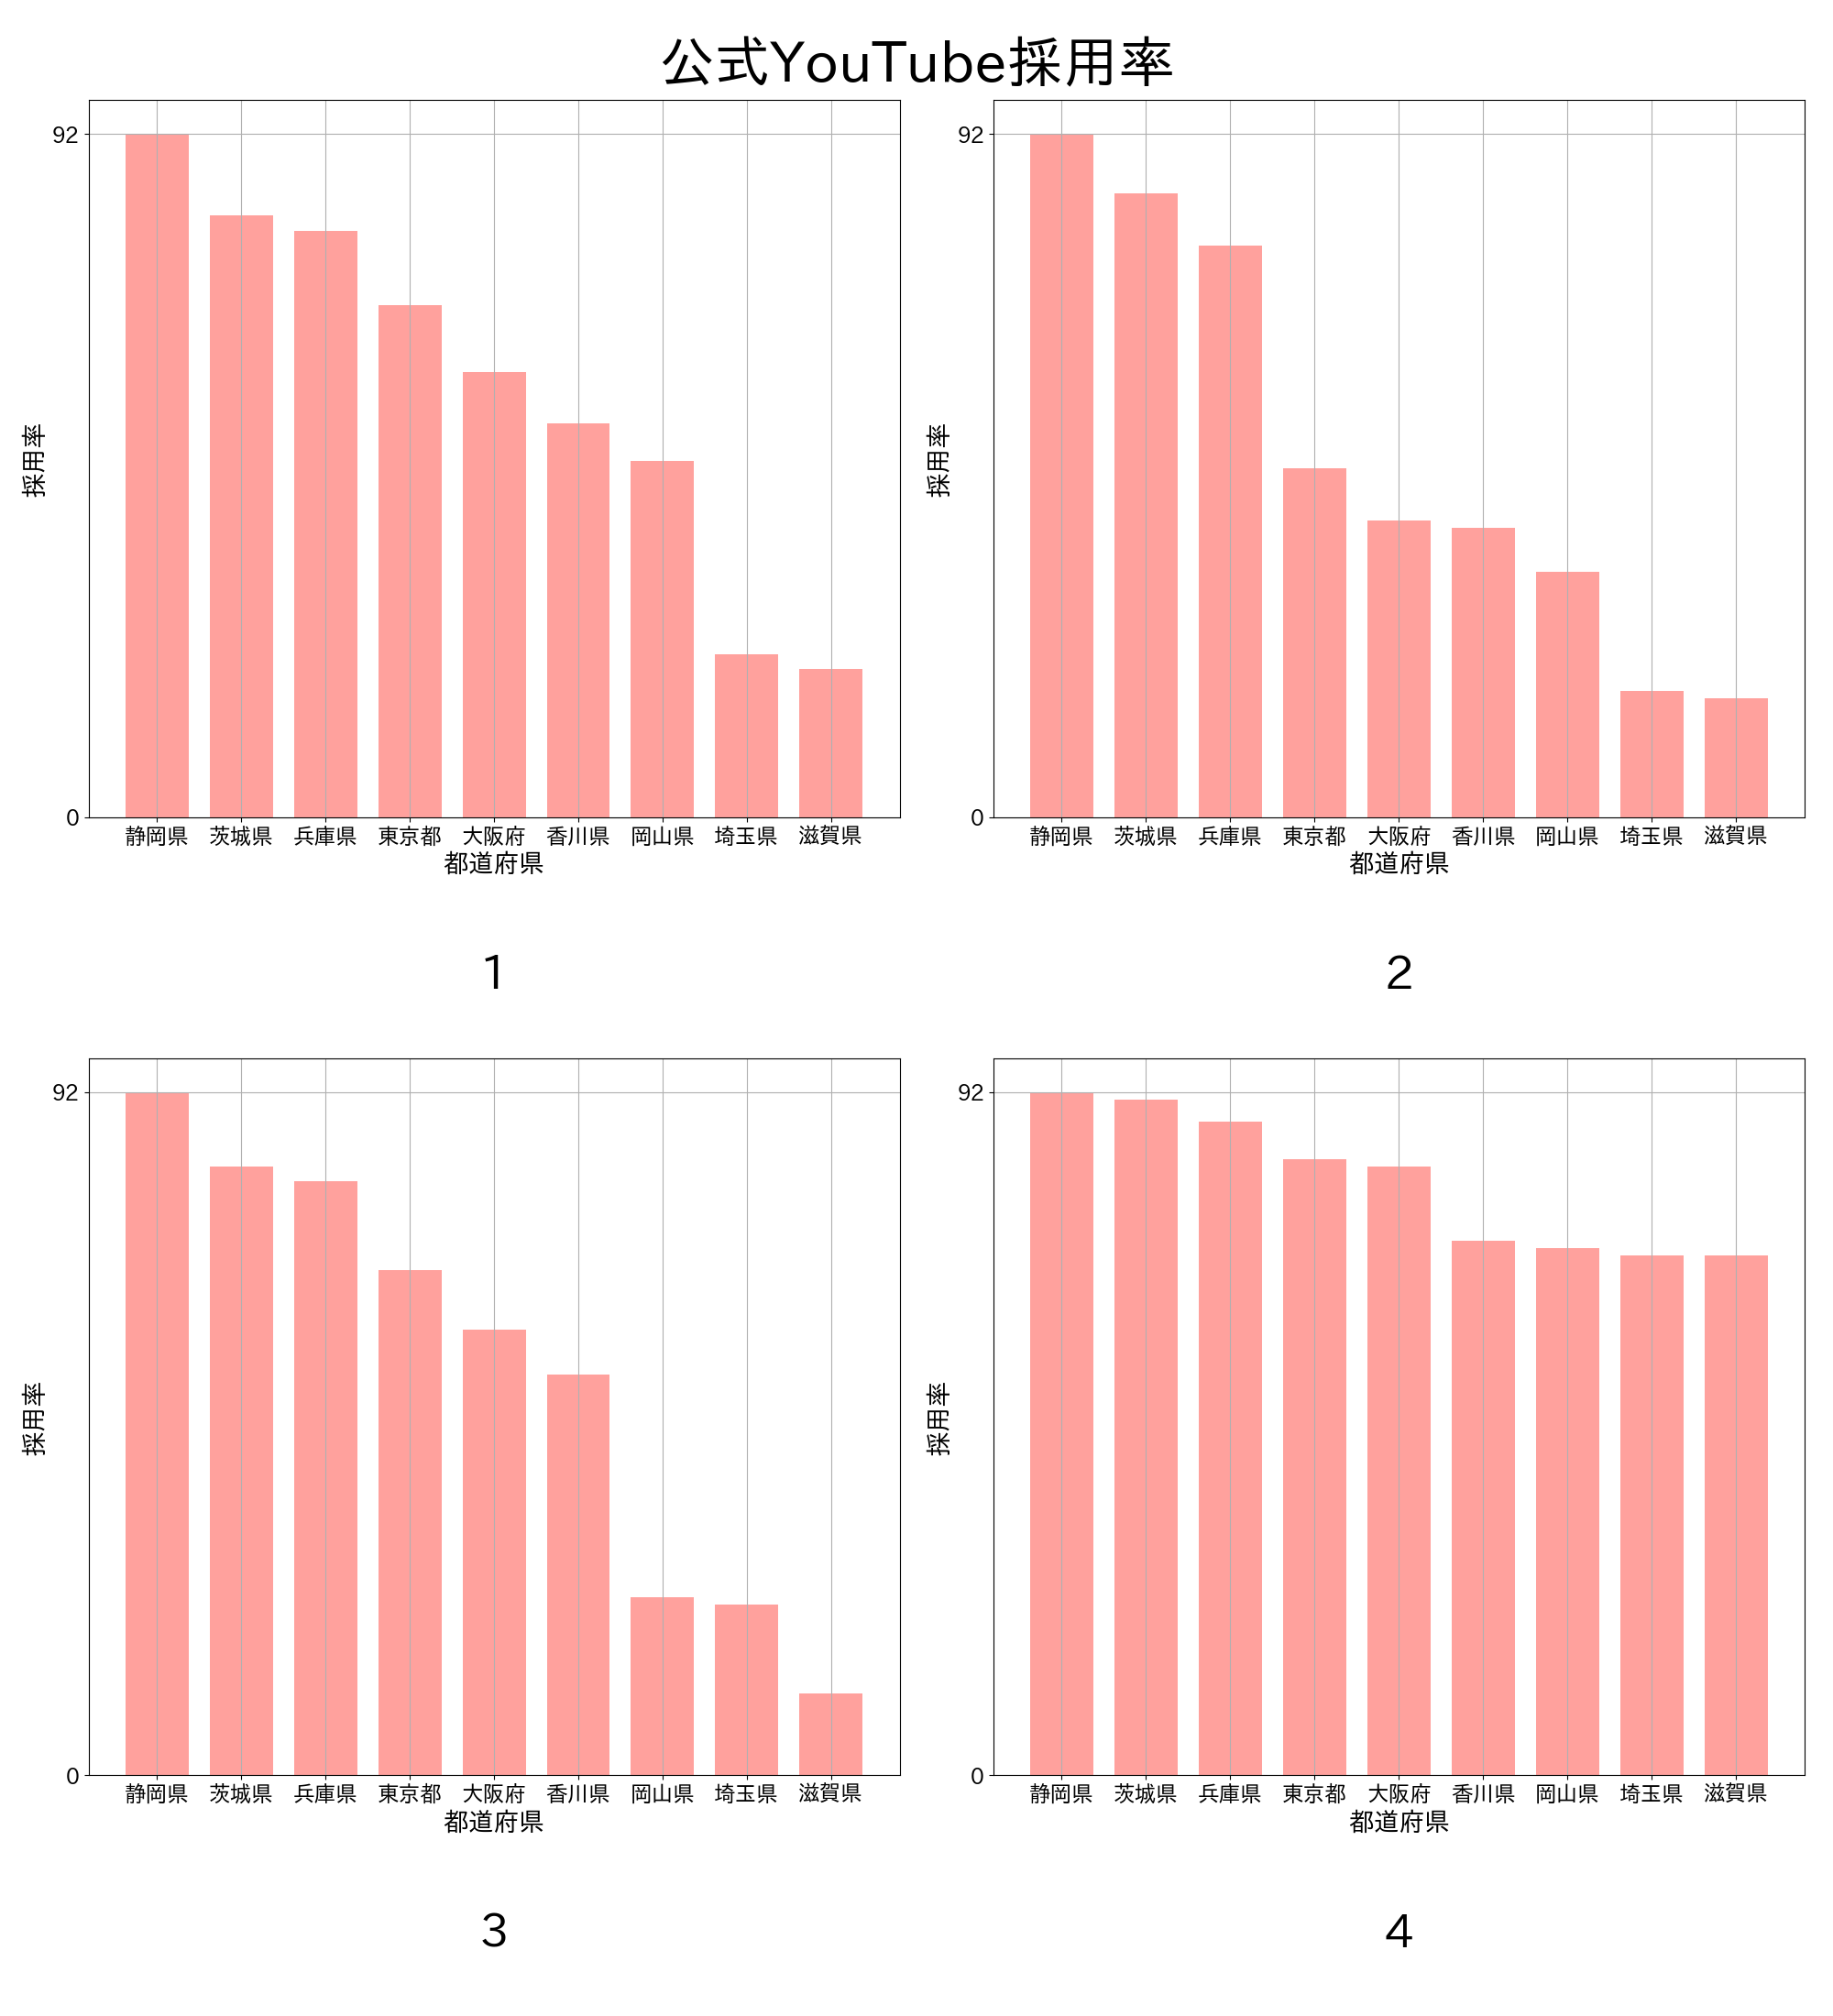 公式YouTube採用率
92
採用率
0
静岡県 茨城県 兵庫県 東京都 大阪府 香川県 岡山県 埼玉県 滋賀県
都道府県
1
92
採用率
0
静岡県 茨城県 兵庫県 東京都 大阪府 香川県 岡山県 埼玉県 滋賀県
都道府県
2
92
採用率
0
静岡県 茨城県 兵庫県 東京都 大阪府 香川県 岡山県 埼玉県 滋賀県
都道府県
3
92
採用率
0
静岡県 茨城県 兵庫県 東京都 大阪府 香川県 岡山県 埼玉県 滋賀県
都道府県
4